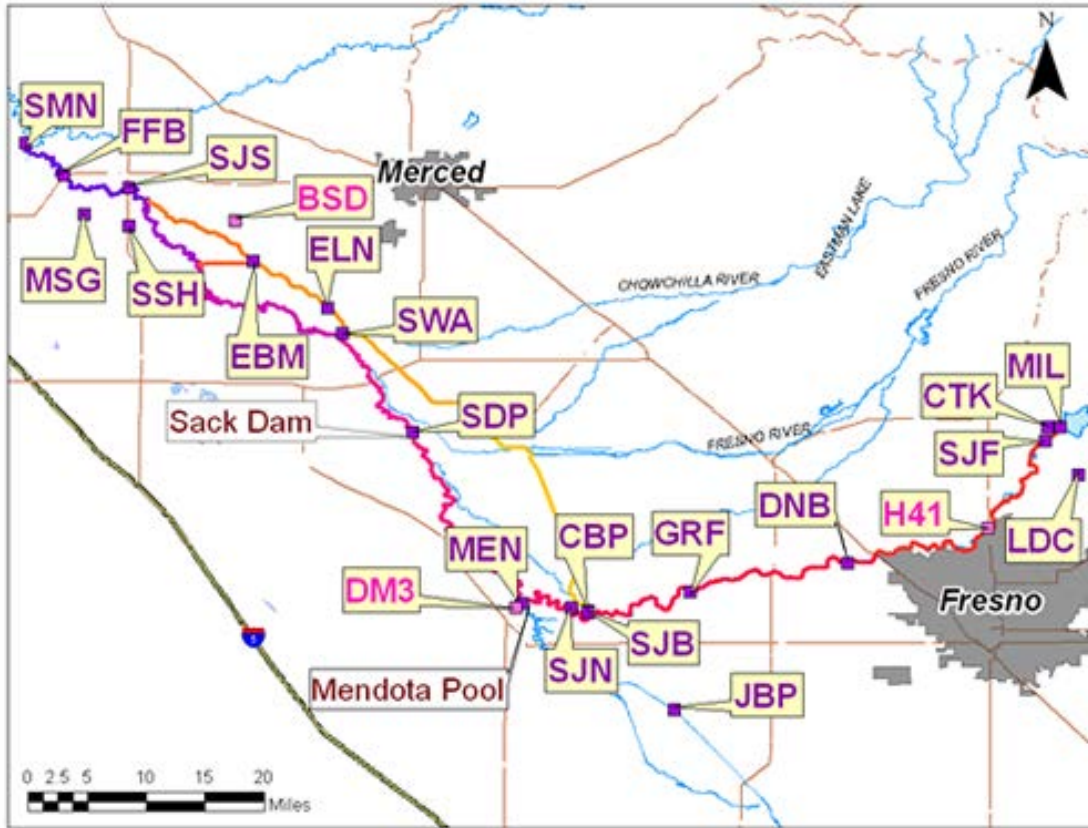 N
SMN
FFB
SJS
Merced
BSD
MSG
SSH
ELN
EASTMAN LAKE
FRESNO RIVER
CHOWCHILLA RIVER
EBM
SWA
MIL
CTK
Sack Dam
SDP
FRESNO RIVER
SJF
DNB
H41
LDC
MEN
CBP
GRF
DM3
Fresno
SJB
SJN
Mendota Pool
JBP
5
0 2.5 5 10 15 20
Miles